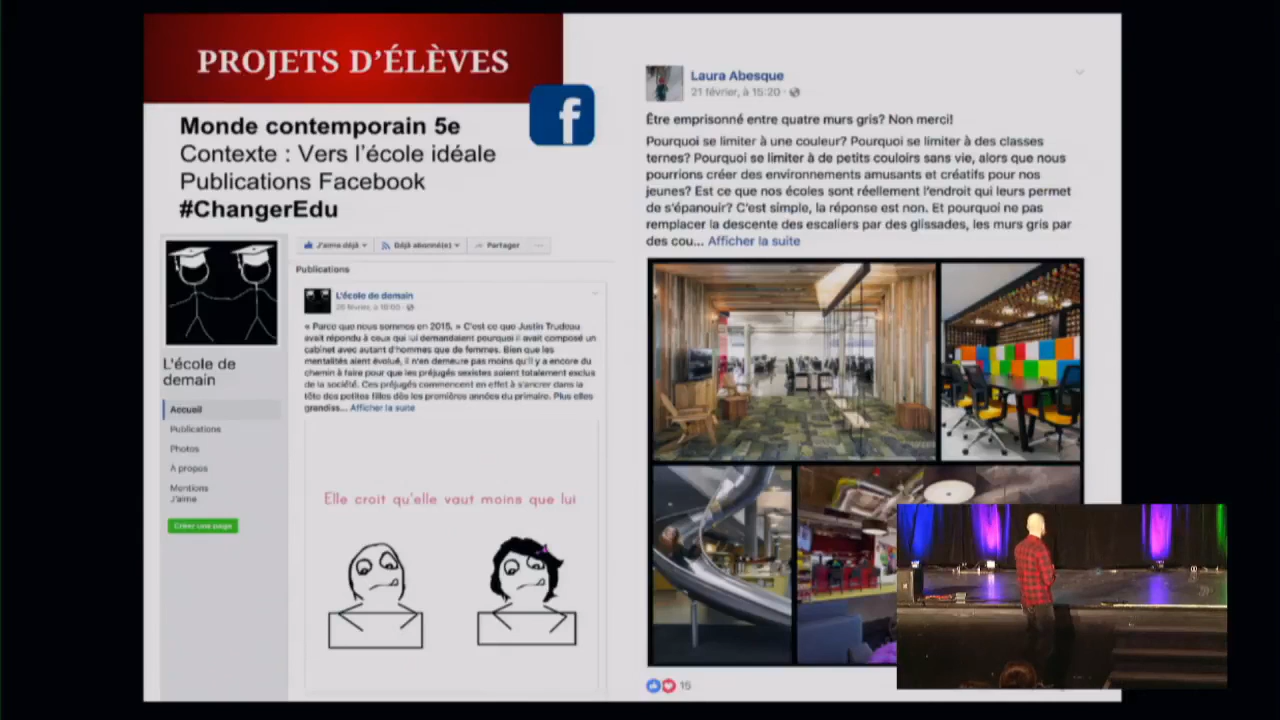 PROJETS D'ÉLÈVES
Monde contemporain 5e
Contexte : Vers l'école idéale
Publications Facebook
#ChangerEdu
f
L'école de
demain
Accueil
Publications
Photos
À propos
Mentions
J'aime
Créer une page
J'aime déjà
Déjà abonné(e)
Partager
Publications
L'école de demain
26 février, à 18:00
« Parce que nous sommes en 2015. » C'est ce que Justin Trudeau
avait répondu à ceux qui lui demandaient pourquoi il avait composé un
cabinet avec autant d'hommes que de femmes. Bien que les
mentalités aient évolué, il n'en demeure pas moins qu'il y a encore du
chemin à faire pour que les préjugés sexistes soient totalement exclus
de la société. Ces préjugés commencent en effet à s'ancrer dans la
tête des petites filles dès les premières années du primaire. Plus elles
grandiss... Afficher la suite
Elle croit qu'elle vaut moins que lui
Laura Abesque
21 février, à 15:20
Être emprisonné entre quatre murs gris? Non merci!
Pourquoi se limiter à une couleur? Pourquoi se limiter à des classes
ternes? Pourquoi se limiter à de petits couloirs sans vie, alors que nous
pourrions créer des environnements amusants et créatifs pour nos
jeunes? Est ce que nos écoles sont réellement l'endroit qui leurs permet
de s'épanouir? C'est simple, la réponse est non. Et pourquoi ne pas
remplacer la descente des escaliers par des glissades, les murs gris par
des cou... Afficher la suite
15